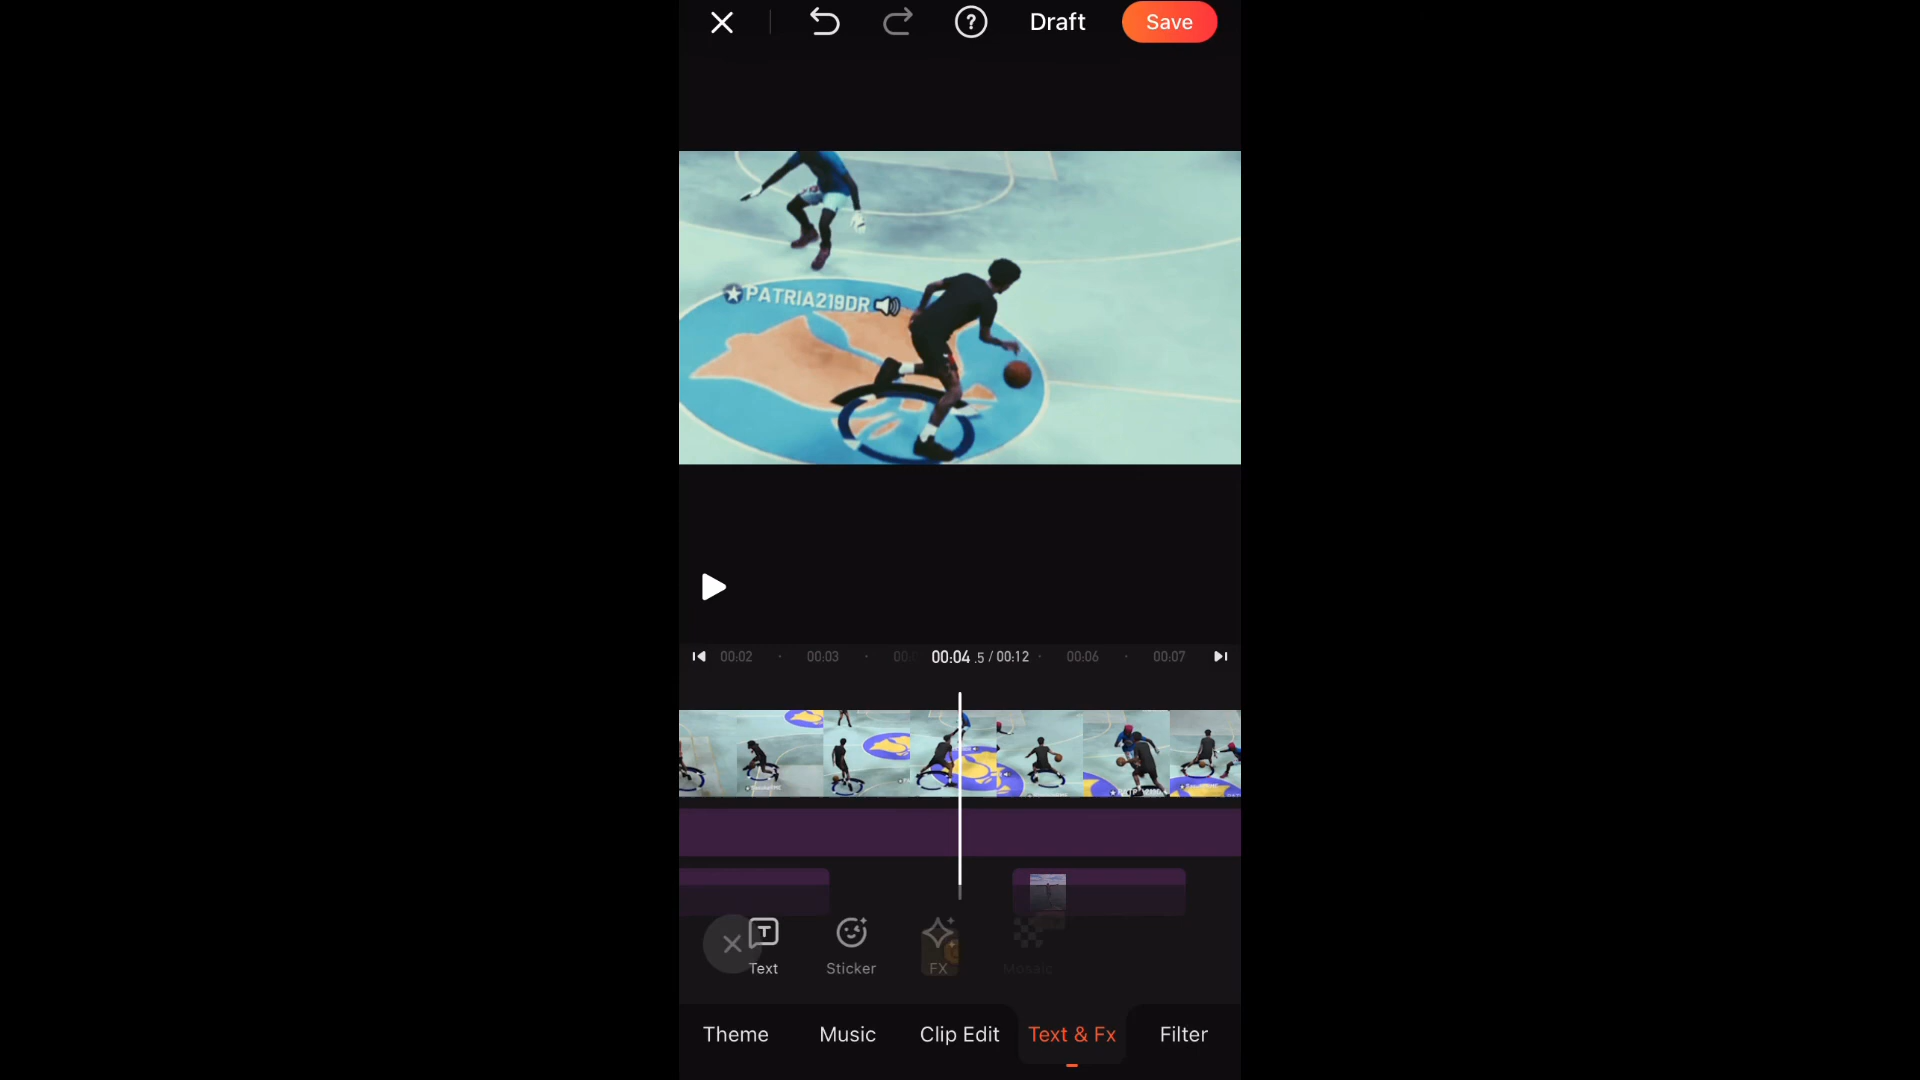 Draft
Save
PATRIA219DR
00:02
00:03
00:04 .5 / 00:12
00:06
00:07
Text
Sticker
FX
Mosaic
Theme
Music
Clip Edit
Text & Fx
Filter